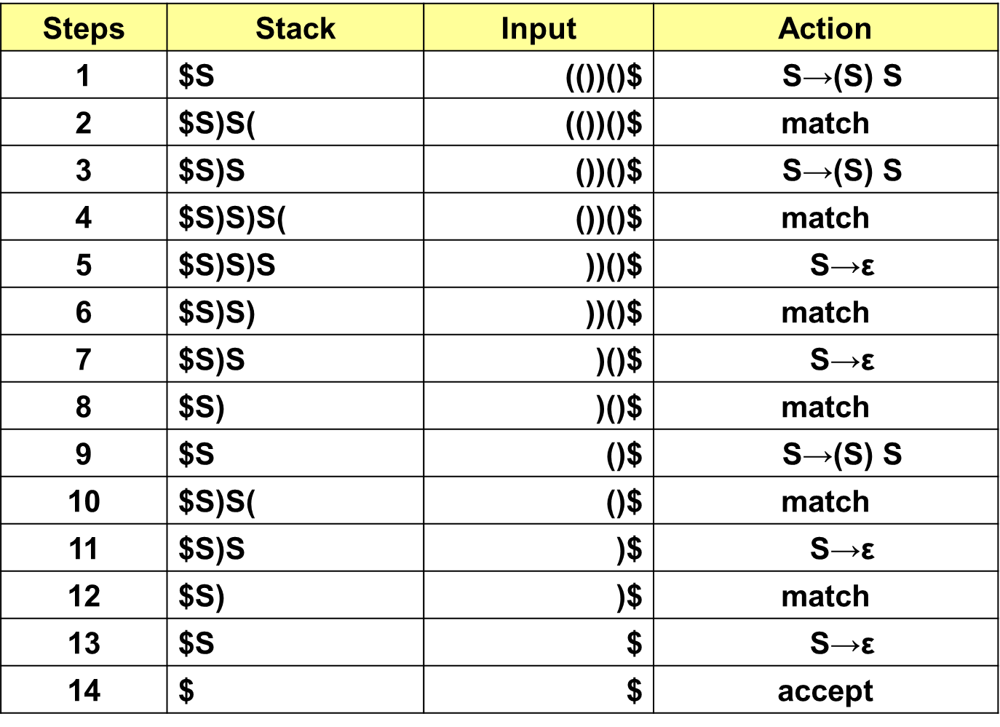 Steps Stack Input Action
1 $S (())()$ S→(S) S
2 $S)S( (())()$ match
3 $S)S ())()$ S→(S) S
4 $S)S)S( ())()$ match
5 $S)S)S ))()$ S→ε
6 $S)S) ))()$ match
7 $S)S )()$ S→ε
8 $S) )()$ match
9 $S ()$ S→(S) S
10 $S)S( ()$ match
11 $S)S )$ S→ε
12 $S) )$ match
13 $S $ S→ε
14 $ $ accept